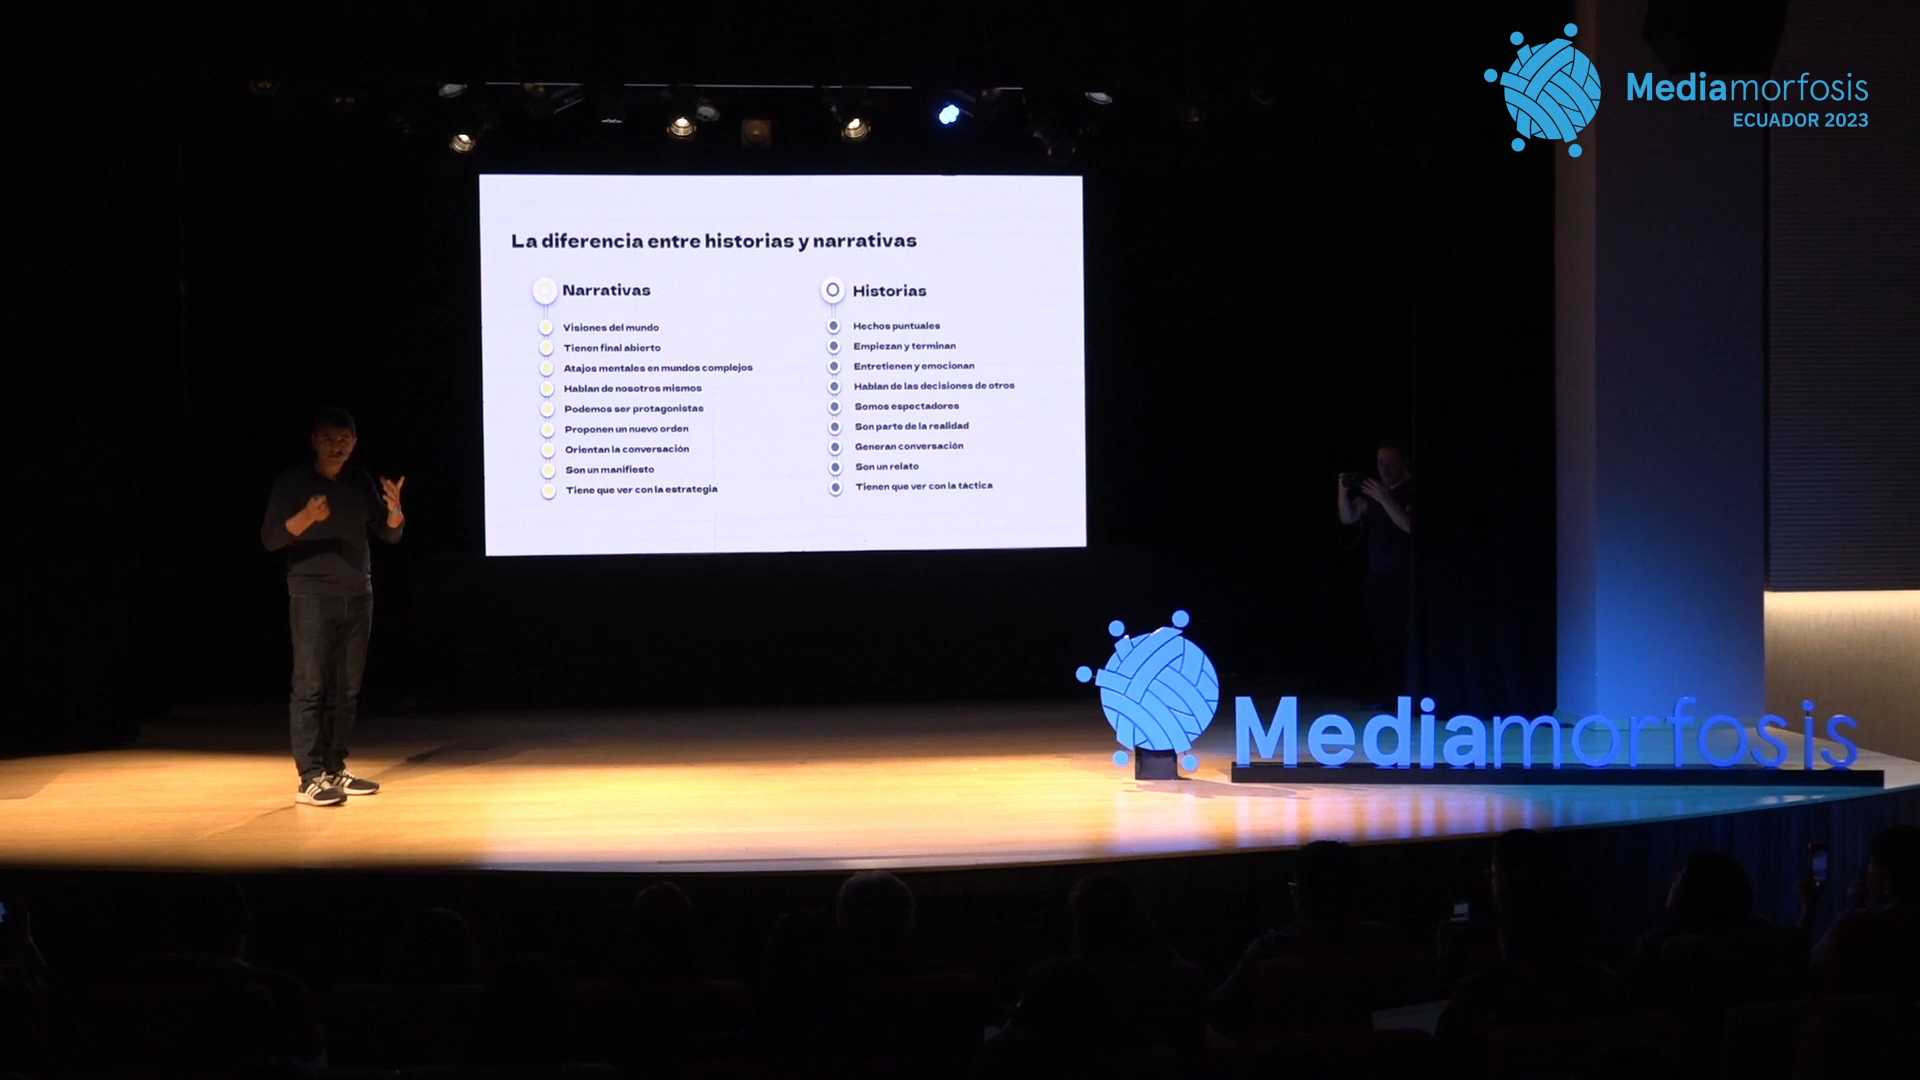 Mediamorfosis
ECUADOR 2023
La diferencia entre historias y narrativas
Narrativas
Visiones del mundo
Tienen final abierto
Atajos mentales en mundos complejos
Hablan de nosotros mismos
Podemos ser protagonistas
Proponen un nuevo orden
Orientan la conversación
Son un manifiesto
Tiene que ver con la estrategia
Historias
Hechos puntuales
Empiezan y terminan
Entretienen y emocionan
Hablan de las decisiones de otros
Somos espectadores
Son parte de la realidad
Generan conversación
Son un relato
Tienen que ver con la táctica
Mediamorfosis